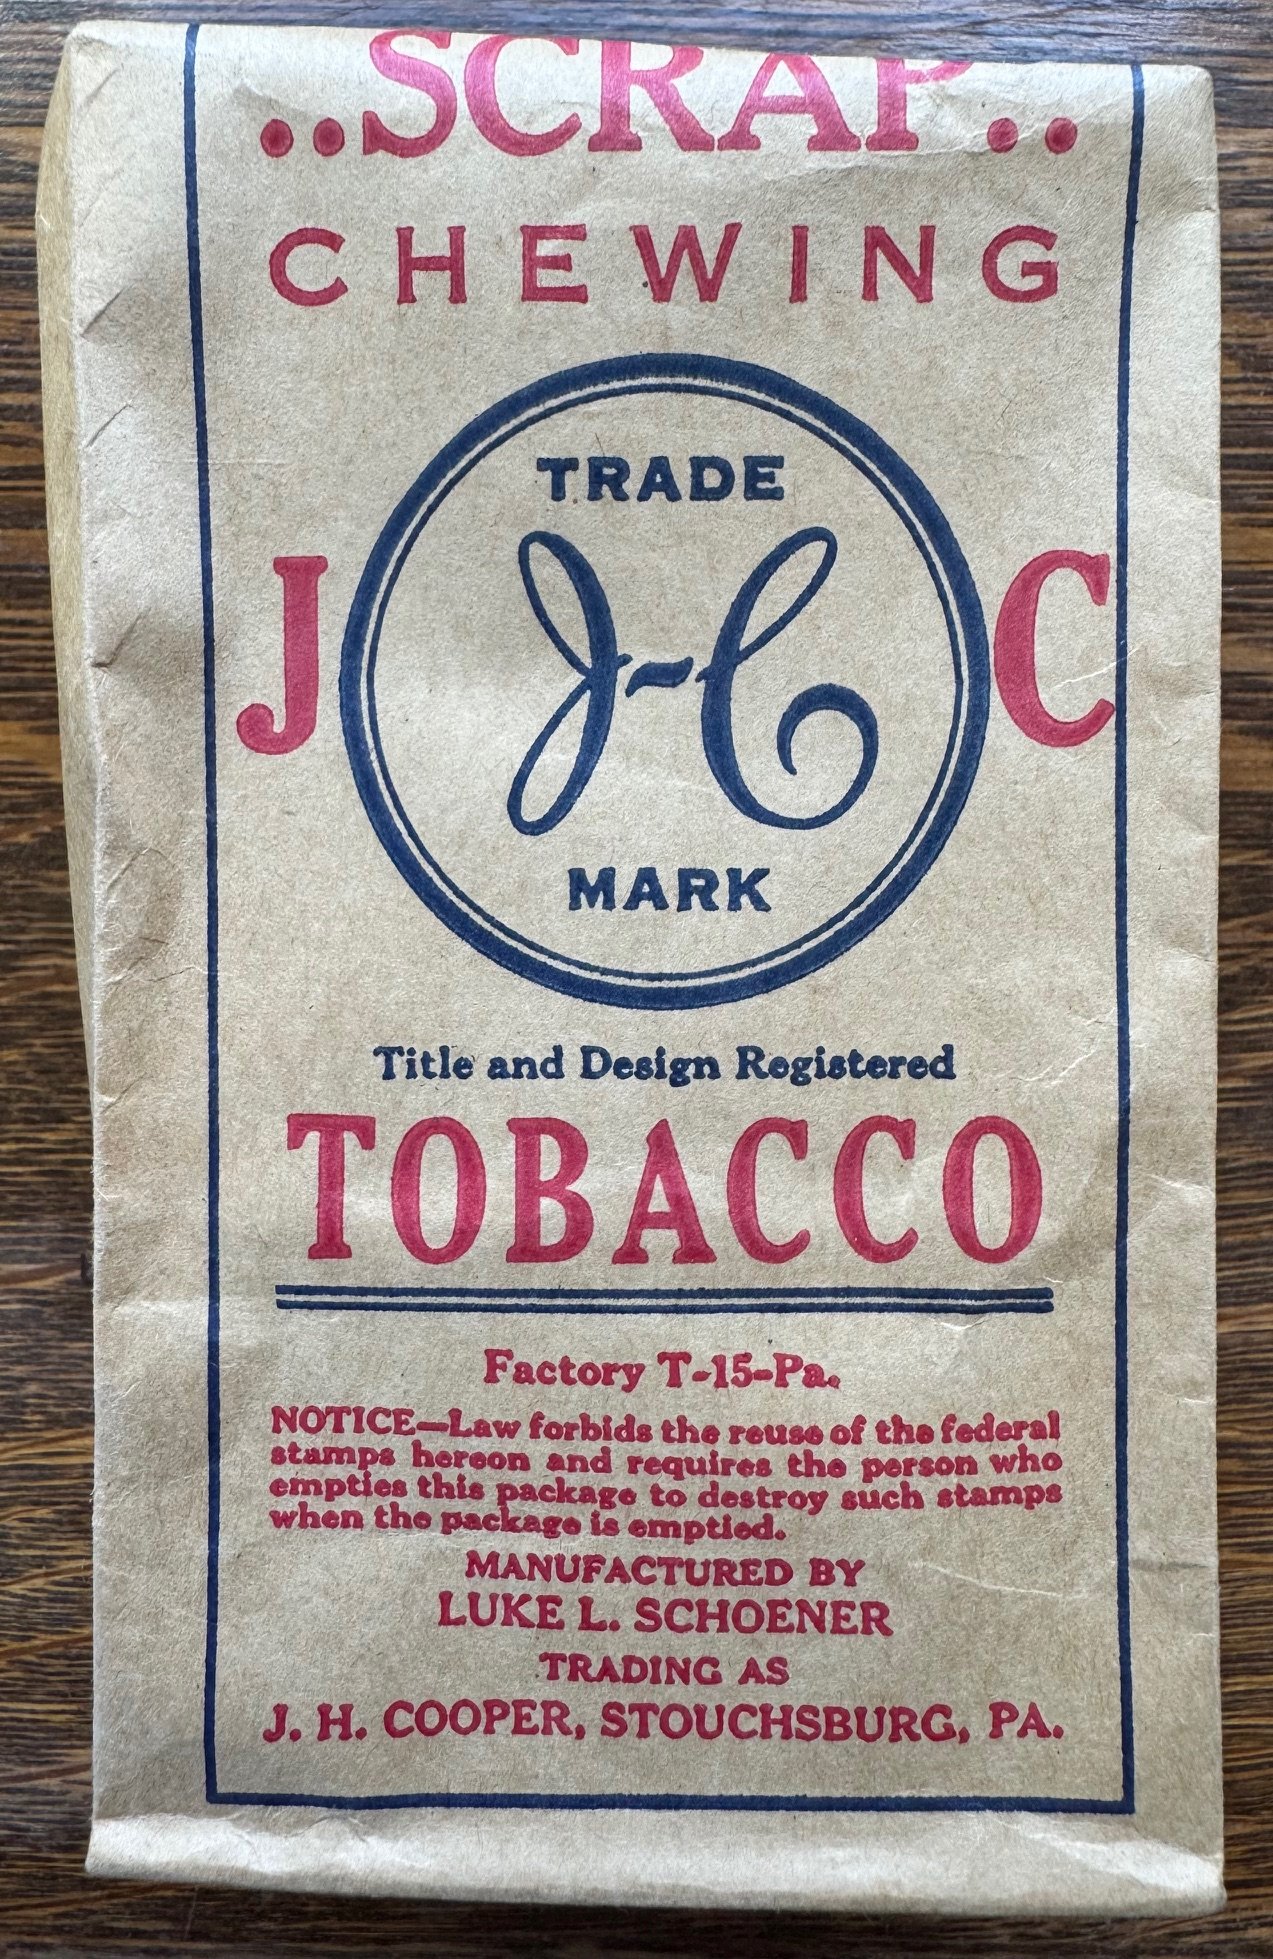 ..SCRAP..
CHEWING
TRADE
J J-C C
MARK
Title and Design Registered
TOBACCO
Factory T-15-Pa.
NOTICE—Law forbids the reuse of the federal
stamps hereon and requires the person who
empties this package to destroy such stamps
when the package is emptied.
MANUFACTURED BY
LUKE L. SCHOENER
TRADING AS
J. H. COOPER, STOUCHSBURG, PA.